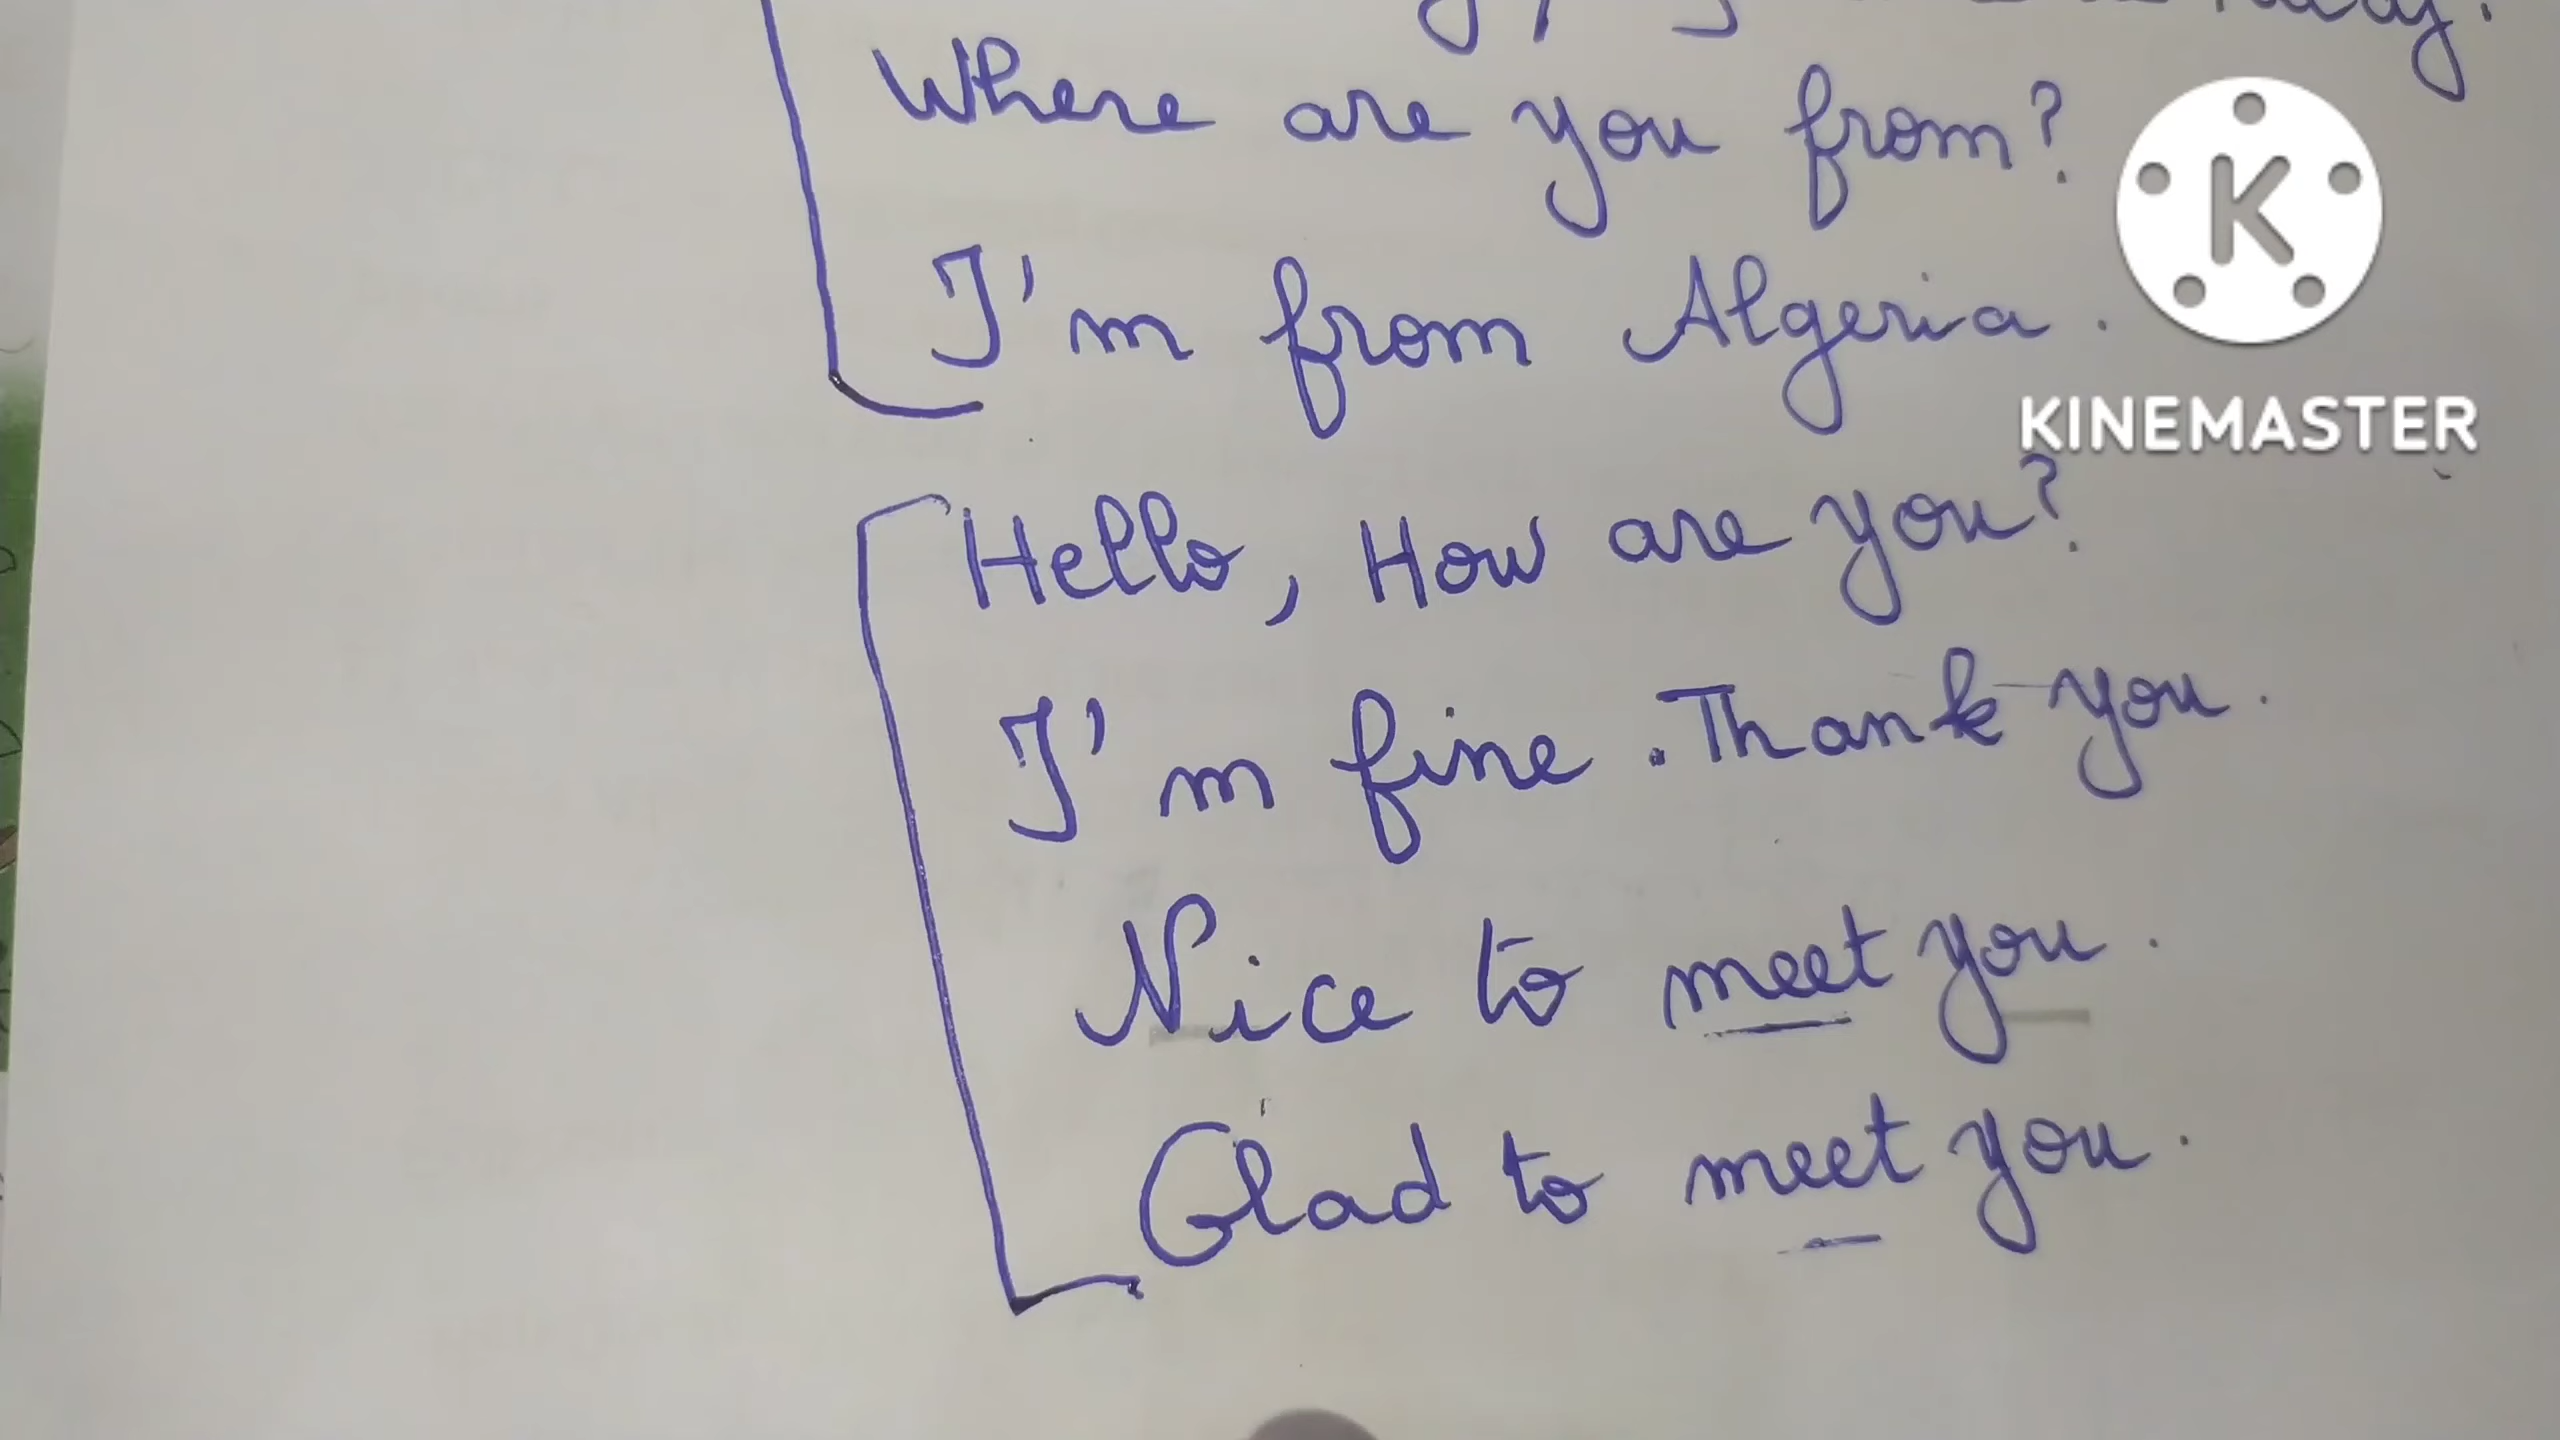 Where are you from?
I'm from Algeria.
KINEMASTER
Hello, How are you?
I'm fine. Thank you.
Nice to meet you.
Glad to meet you.